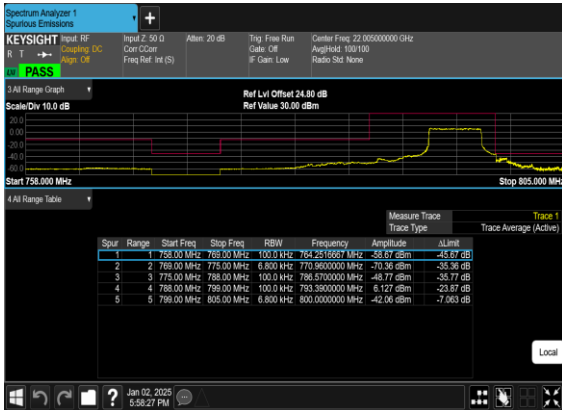 Spectrum Analyzer 1
Spurious Emissions
KEYSIGHT
R T
PASS
Input: RF
Coupling: DC
Align: Off
Input Z: 50 Ω
Corr CCorr
Freq Ref: Int (S)
Atten: 20 dB
Trig: Free Run
Gate: Off
IF Gain: Low
Center Freq: 22.005000000 GHz
Avg|Hold: 100/100
Radio Std: None
3 All Range Graph
Scale/Div 10.0 dB
Ref Lvl Offset 24.80 dB
Ref Value 30.00 dBm
20.0
0.00
-20.0
-40.0
-60.0
Start 758.000 MHz
Stop 805.000 MHz
4 All Range Table
Measure Trace Trace 1
Trace Type Trace Average (Active)
Spur Range Start Freq Stop Freq RBW Frequency Amplitude ΔLimit
1 1 758.00 MHz 769.00 MHz 100.0 kHz 764.2516667 MHz -58.67 dBm -45.67 dB
2 2 769.00 MHz 775.00 MHz 6.800 kHz 770.9600000 MHz -70.36 dBm -35.36 dB
3 3 775.00 MHz 788.00 MHz 100.0 kHz 786.5700000 MHz -48.77 dBm -35.77 dB
4 4 788.00 MHz 799.00 MHz 100.0 kHz 793.3900000 MHz 6.127 dBm -23.87 dB
5 5 799.00 MHz 805.00 MHz 6.800 kHz 800.0000000 MHz -42.06 dBm -7.063 dB
Local
Jan 02, 2025
5:58:27 PM